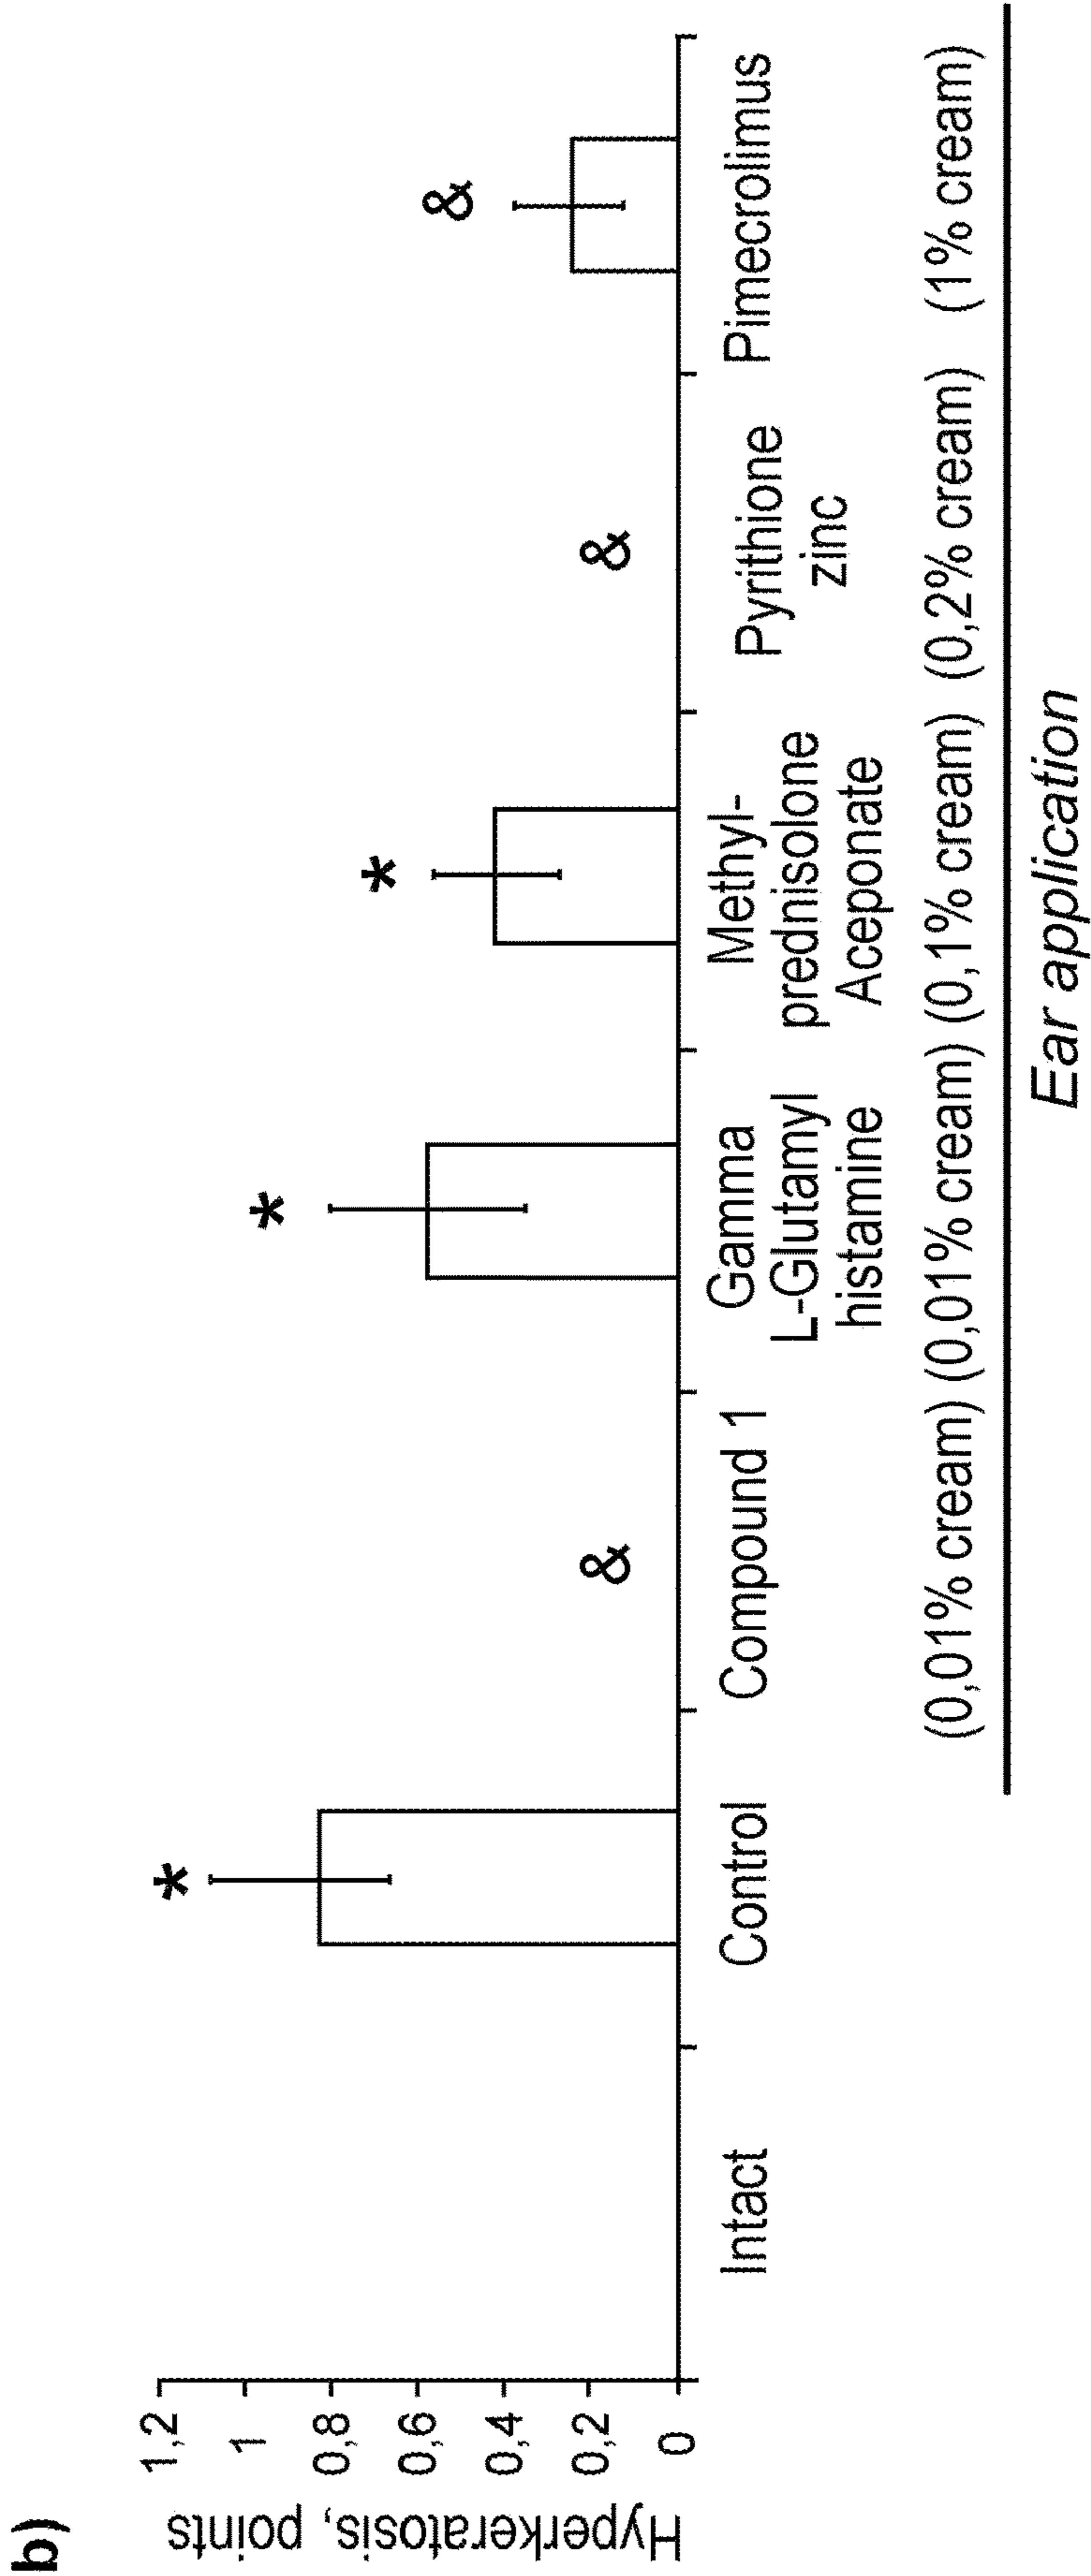 b)
Hyperkeratosis, points
1,2
1
0,8
0,6
0,4
0,2
0
*
&
*
*
&
&
Intact
Control
Compound 1
Gamma
L-Glutamyl
histamine
Methyl-
prednisolone
Aceponate
Pyrithione
zinc
Pimecrolimus
(0,01% cream) (0,01% cream) (0,1% cream) (0,2% cream) (1% cream)
Ear application